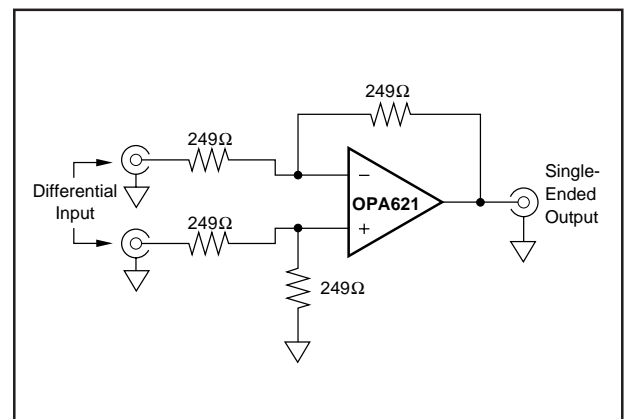 249Ω
249Ω
Differential
Input
−
OPA621
+
Single-
Ended
Output
249Ω
249Ω